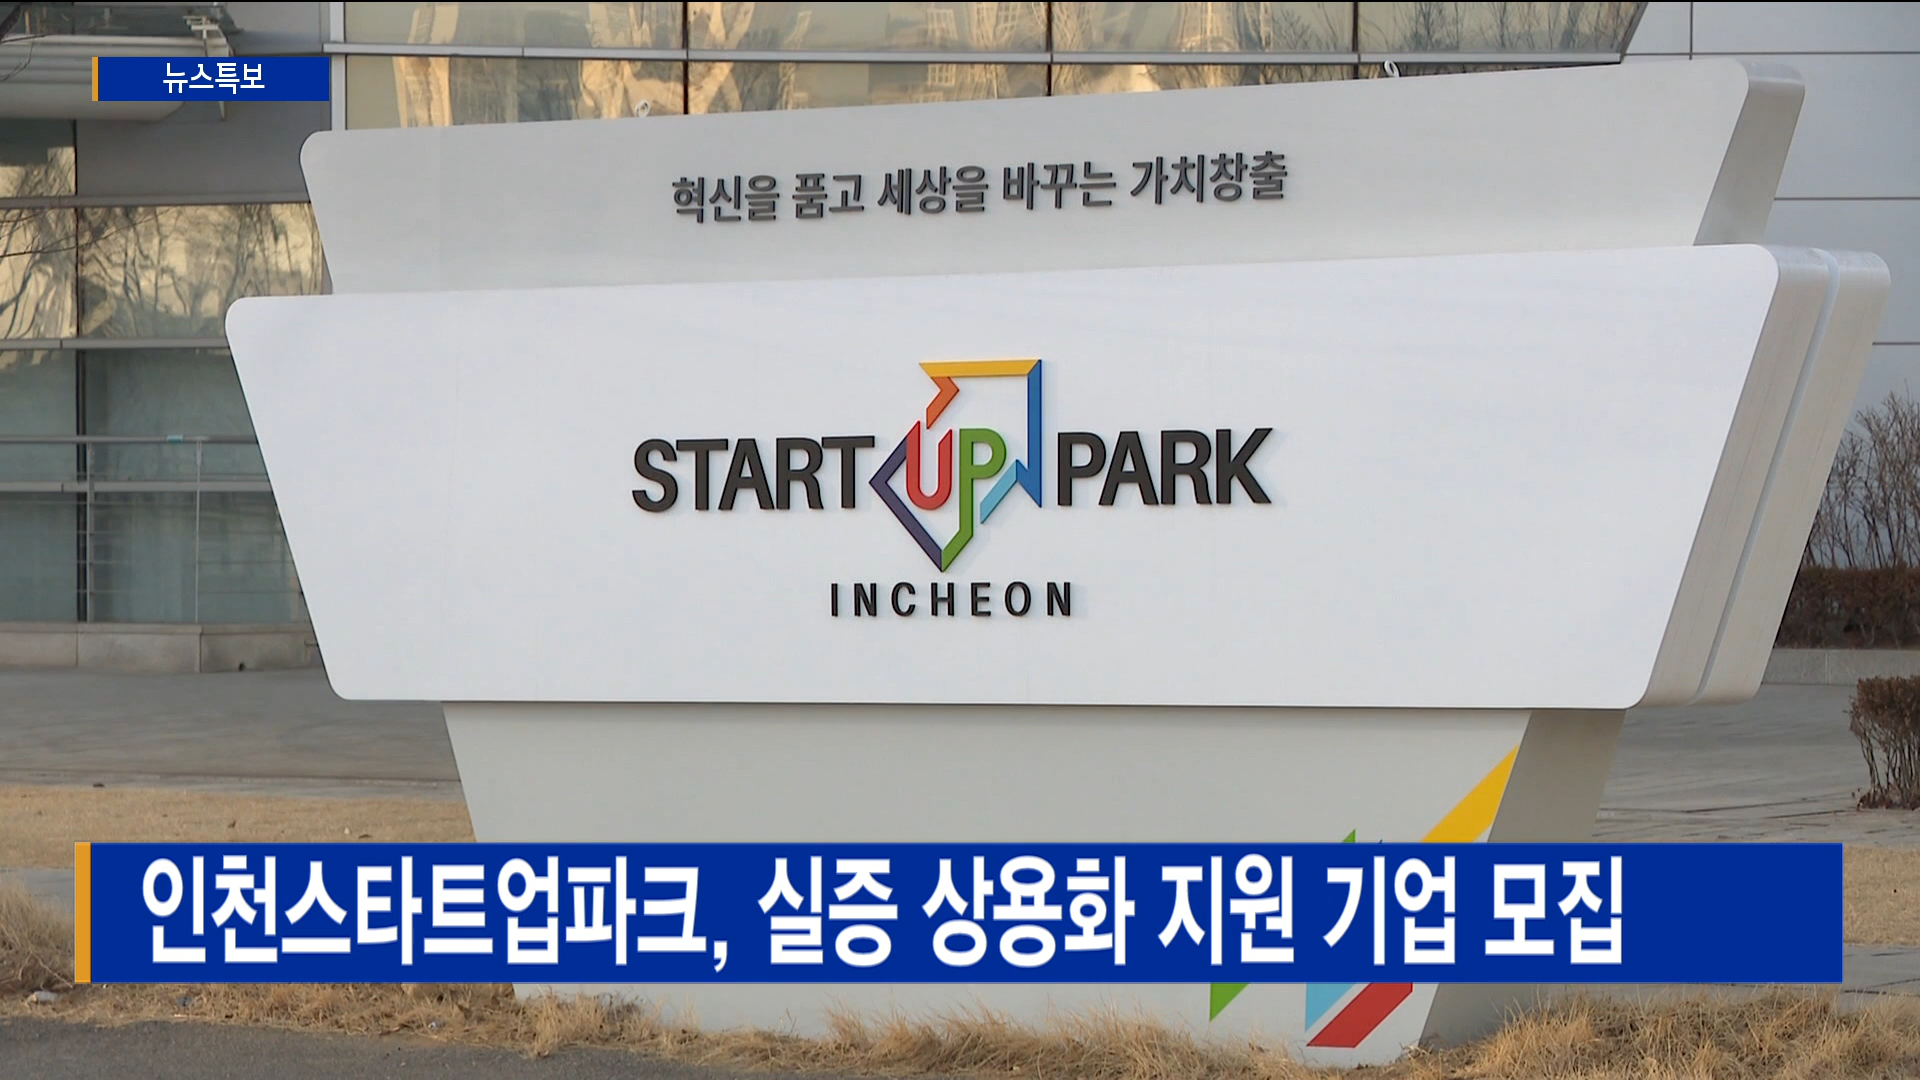 뉴스특보
혁신을 품고 세상을 바꾸는 가치창출
START UP PARK
INCHEON
인천스타트업파크, 실증 상용화 지원 기업 모집